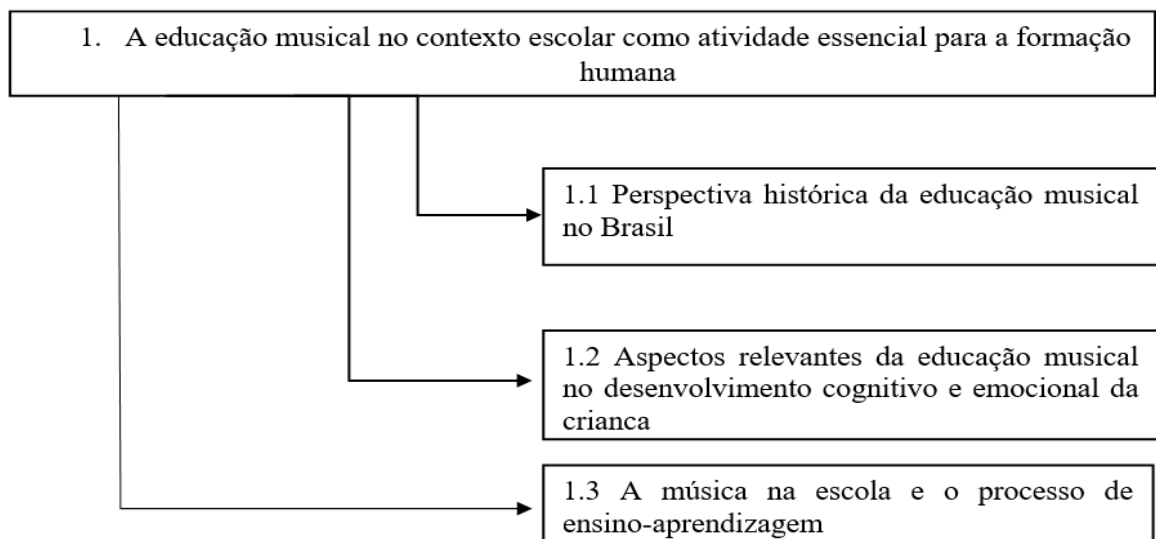 1. A educação musical no contexto escolar como atividade essencial para a formação
humana
1.1 Perspectiva histórica da educação musical
no Brasil
1.2 Aspectos relevantes da educação musical
no desenvolvimento cognitivo e emocional da
crianca
1.3 A música na escola e o processo de
ensino-aprendizagem